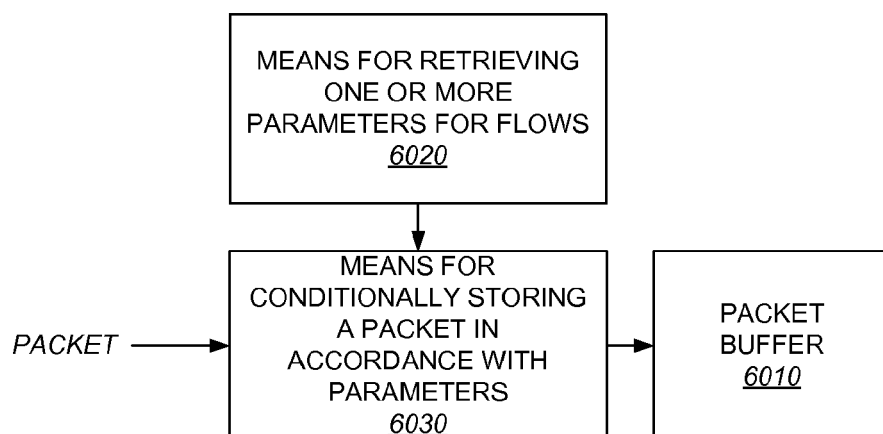 MEANS FOR RETRIEVING
ONE OR MORE
PARAMETERS FOR FLOWS
6020
MEANS FOR
CONDITIONALLY STORING
A PACKET IN
ACCORDANCE WITH
PARAMETERS
6030
PACKET
PACKET
BUFFER
6010